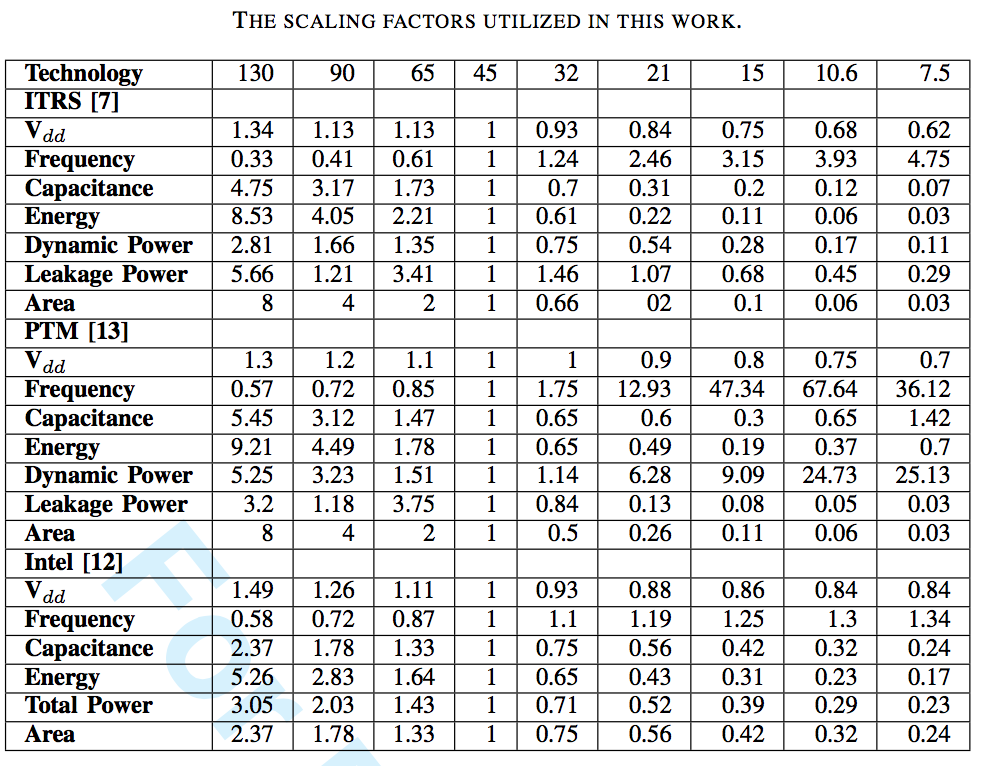 THE SCALING FACTORS UTILIZED IN THIS WORK.
Technology 130 90 65 45 32 21 15 10.6 7.5
ITRS [7]
Vdd 1.34 1.13 1.13 1 0.93 0.84 0.75 0.68 0.62
Frequency 0.33 0.41 0.61 1 1.24 2.46 3.15 3.93 4.75
Capacitance 4.75 3.17 1.73 1 0.7 0.31 0.2 0.12 0.07
Energy 8.53 4.05 2.21 1 0.61 0.22 0.11 0.06 0.03
Dynamic Power 2.81 1.66 1.35 1 0.75 0.54 0.28 0.17 0.11
Leakage Power 5.66 1.21 3.41 1 1.46 1.07 0.68 0.45 0.29
Area 8 4 2 1 0.66 02 0.1 0.06 0.03
PTM [13]
Vdd 1.3 1.2 1.1 1 1 0.9 0.8 0.75 0.7
Frequency 0.57 0.72 0.85 1 1.75 12.93 47.34 67.64 36.12
Capacitance 5.45 3.12 1.47 1 0.65 0.6 0.3 0.65 1.42
Energy 9.21 4.49 1.78 1 0.65 0.49 0.19 0.37 0.7
Dynamic Power 5.25 3.23 1.51 1 1.14 6.28 9.09 24.73 25.13
Leakage Power 3.2 1.18 3.75 1 0.84 0.13 0.08 0.05 0.03
Area 8 4 2 1 0.5 0.26 0.11 0.06 0.03
Intel [12]
Vdd 1.49 1.26 1.11 1 0.93 0.88 0.86 0.84 0.84
Frequency 0.58 0.72 0.87 1 1.1 1.19 1.25 1.3 1.34
Capacitance 2.37 1.78 1.33 1 0.75 0.56 0.42 0.32 0.24
Energy 5.26 2.83 1.64 1 0.65 0.43 0.31 0.23 0.17
Total Power 3.05 2.03 1.43 1 0.71 0.52 0.39 0.29 0.23
Area 2.37 1.78 1.33 1 0.75 0.56 0.42 0.32 0.24
For